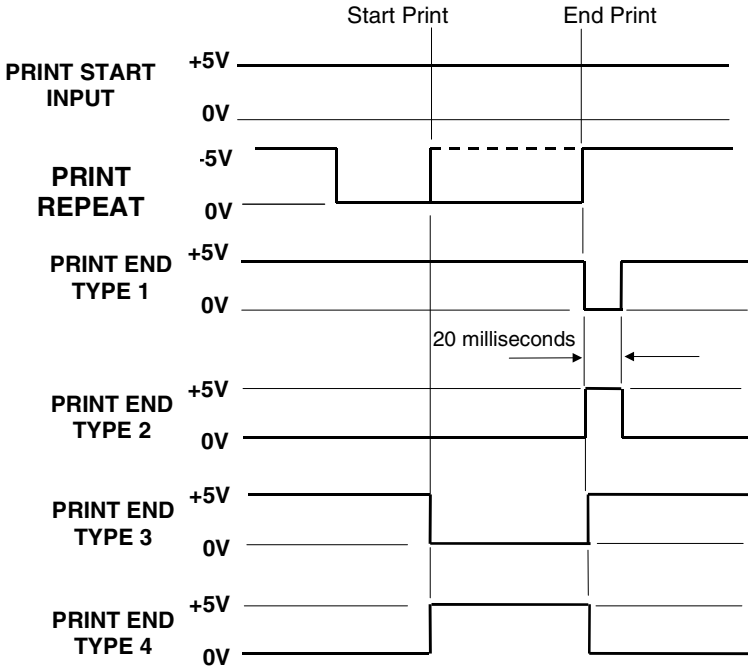 Start Print End Print
PRINT START
INPUT
+5V
0V
PRINT
REPEAT
-5V
0V
PRINT END
TYPE 1
+5V
0V
20 milliseconds
PRINT END
TYPE 2
+5V
0V
PRINT END
TYPE 3
+5V
0V
PRINT END
TYPE 4
+5V
0V